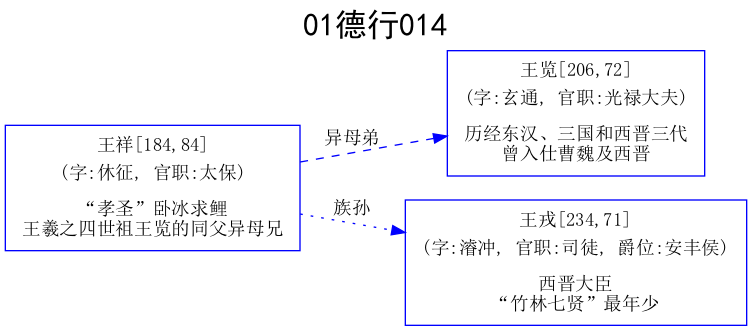 01德行014
王览[206,72]
(字:玄通, 官职:光禄大夫)
历经东汉、三国和西晋三代
曾入仕曹魏及西晋
异母弟
王祥[184,84]
(字:休征, 官职:太保)
“孝圣”卧冰求鲤
王羲之四世祖王览的同父异母兄
族孙
王戎[234,71]
(字:濬冲, 官职:司徒, 爵位:安丰侯)
西晋大臣
“竹林七贤”最年少